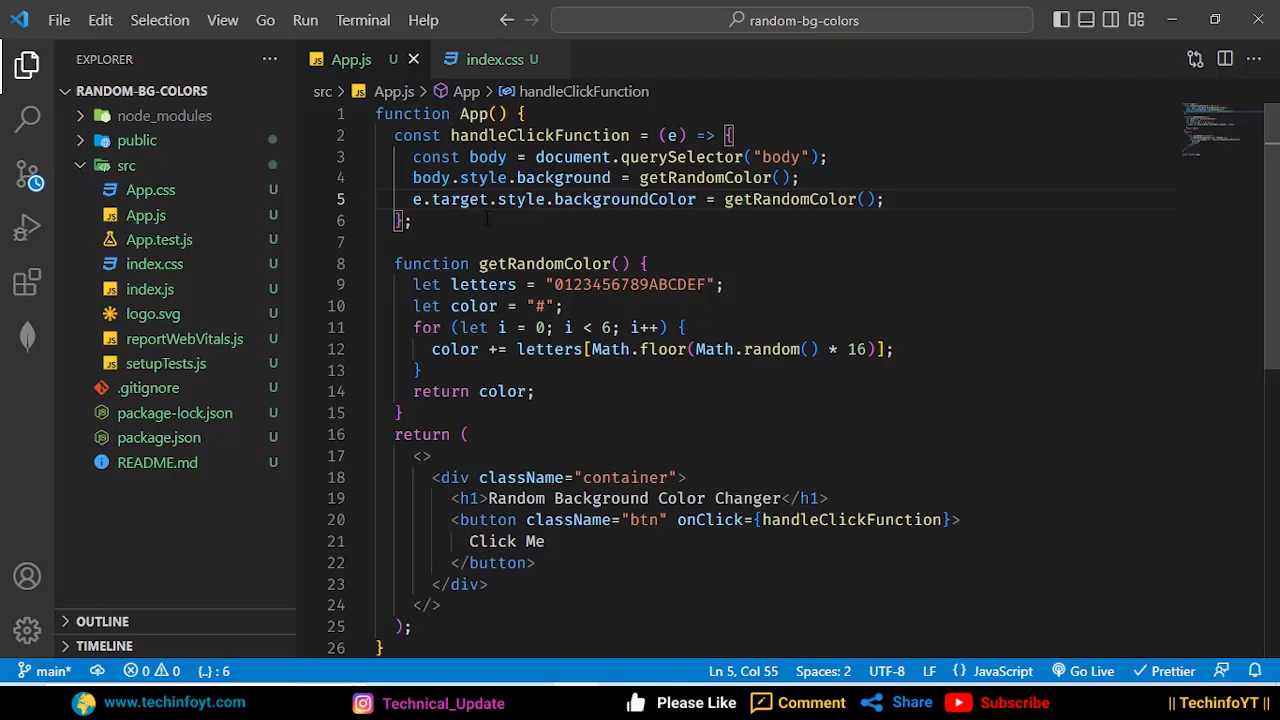 File Edit Selection View Go Run Terminal Help random-bg-colors
EXPLORER
App.js U index.css U
RANDOM-BG-COLORS
src > App.js > App > handleClickFunction
node_modules
public
src
App.css U
App.js U
App.test.js U
index.css U
index.js U
logo.svg U
reportWebVitals.js U
setupTests.js U
.gitignore U
package-lock.json U
package.json U
README.md U
OUTLINE
TIMELINE
1 function App() {
2 const handleClickFunction = (e) => {
3 const body = document.querySelector("body");
4 body.style.background = getRandomColor();
5 e.target.style.backgroundColor = getRandomColor();
6 };
7
8 function getRandomColor() {
9 let letters = "0123456789ABCDEF";
10 let color = "#";
11 for (let i = 0; i < 6; i++) {
12 color += letters[Math.floor(Math.random() * 16)];
13 }
14 return color;
15 }
16 return (
17 <>
18 <div className="container">
19 <h1>Random Background Color Changer</h1>
20 <button className="btn" onClick={handleClickFunction}>
21 Click Me
22 </button>
23 </div>
24 </>
25 );
26 }
main* 0 0 {..} : 6 Ln 5, Col 55 Spaces: 2 UTF-8 LF {} JavaScript Go Live Prettier
www.techinfoyt.com Technical_Update Please Like Comment Share Subscribe || TechinfoYT ||